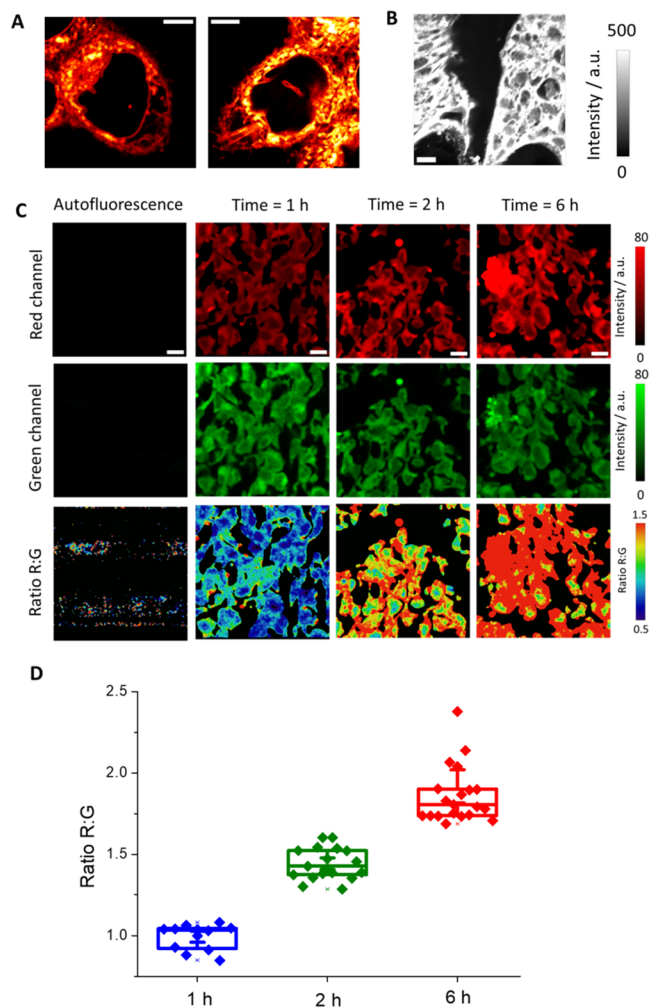 A
B
500
Intensity / a.u.
0
C
Autofluorescence
Time = 1 h
Time = 2 h
Time = 6 h
Red channel
80
Intensity / a.u.
0
Green channel
80
Intensity / a.u.
0
Ratio R:G
1.5
Ratio R:G
0.5
D
2.5
2.0
1.5
1.0
Ratio R:G
1 h
2 h
6 h